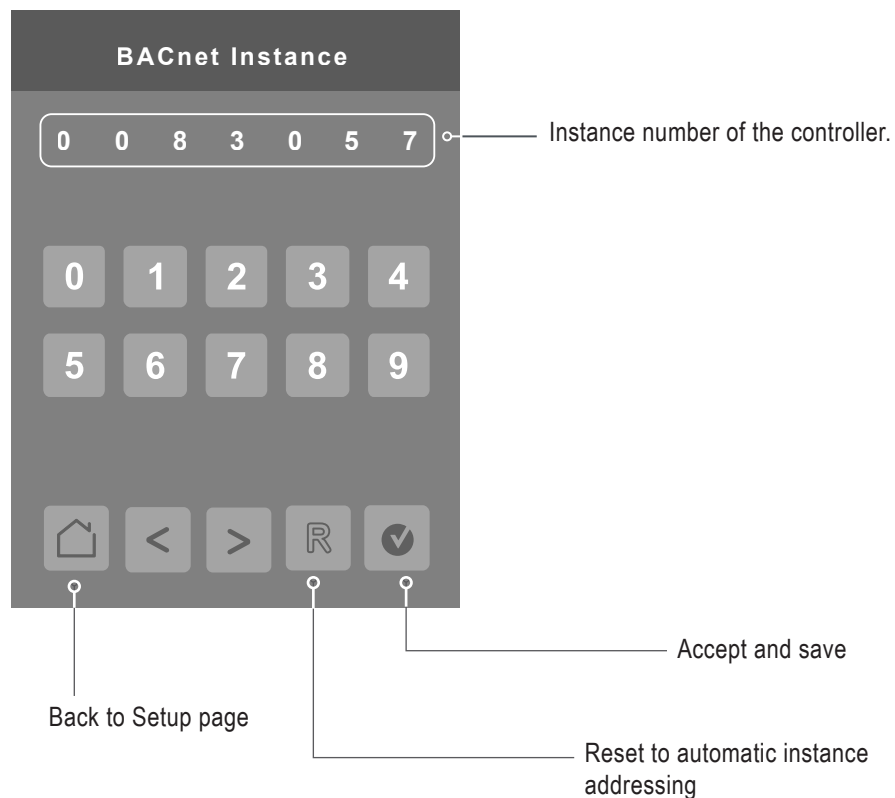 BACnet Instance
0 0 8 3 0 5 7
Instance number of the controller.
0 1 2 3 4
5 6 7 8 9
< > R
Accept and save
Back to Setup page
Reset to automatic instance
addressing